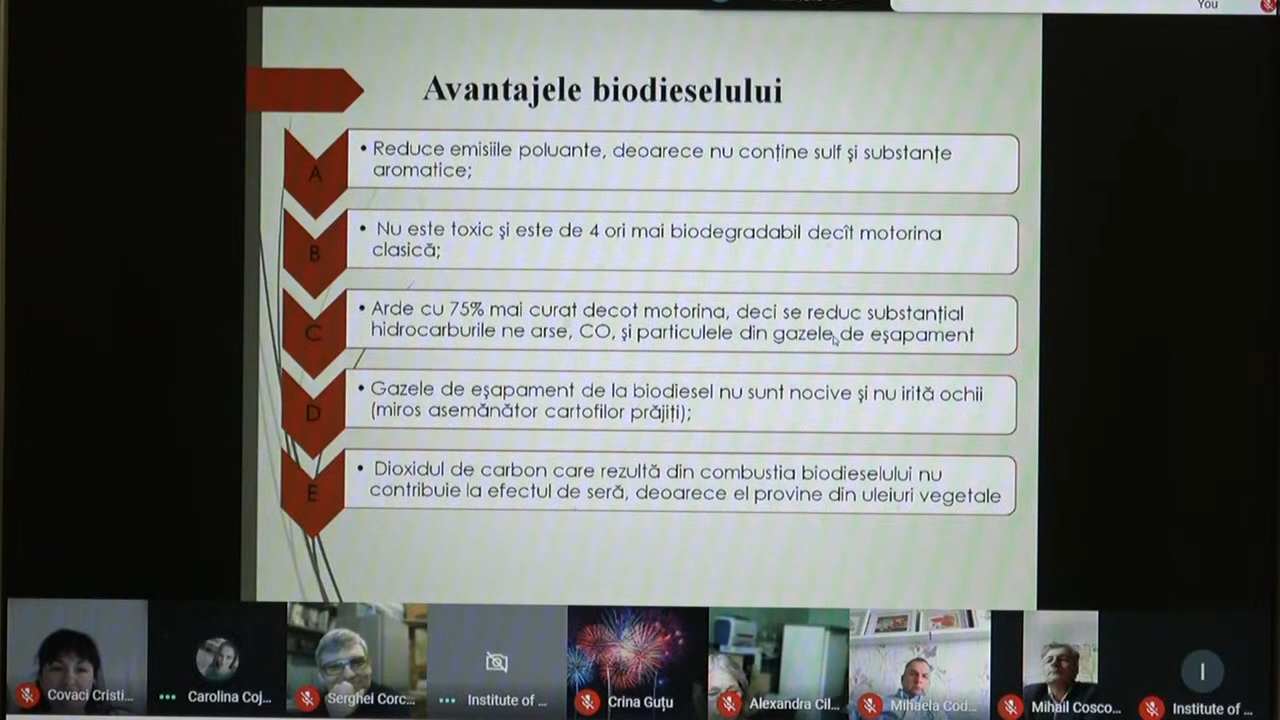 You
Avantajele biodieselului
A
• Reduce emisiile poluante, deoarece nu conține sulf și substanțe
aromatice;
B
• Nu este toxic și este de 4 ori mai biodegradabil decît motorina
clasică;
C
• Arde cu 75% mai curat decot motorina, deci se reduc substanțial
hidrocarburile ne arse, CO, și particulele din gazele de eșapament
D
• Gazele de eșapament de la biodiesel nu sunt nocive și nu irită ochii
(miros asemănător cartofilor prăjiți);
E
• Dioxidul de carbon care rezultă din combustia biodieselului nu
contribuie la efectul de seră, deoarece el provine din uleiuri vegetale
Covaci Cristi...
Carolina Coj...
Serghei Corc...
Institute of ...
Crina Guțu
Alexandra Cil...
Mihaela Cod...
Mihail Cosco...
I
Institute of ...